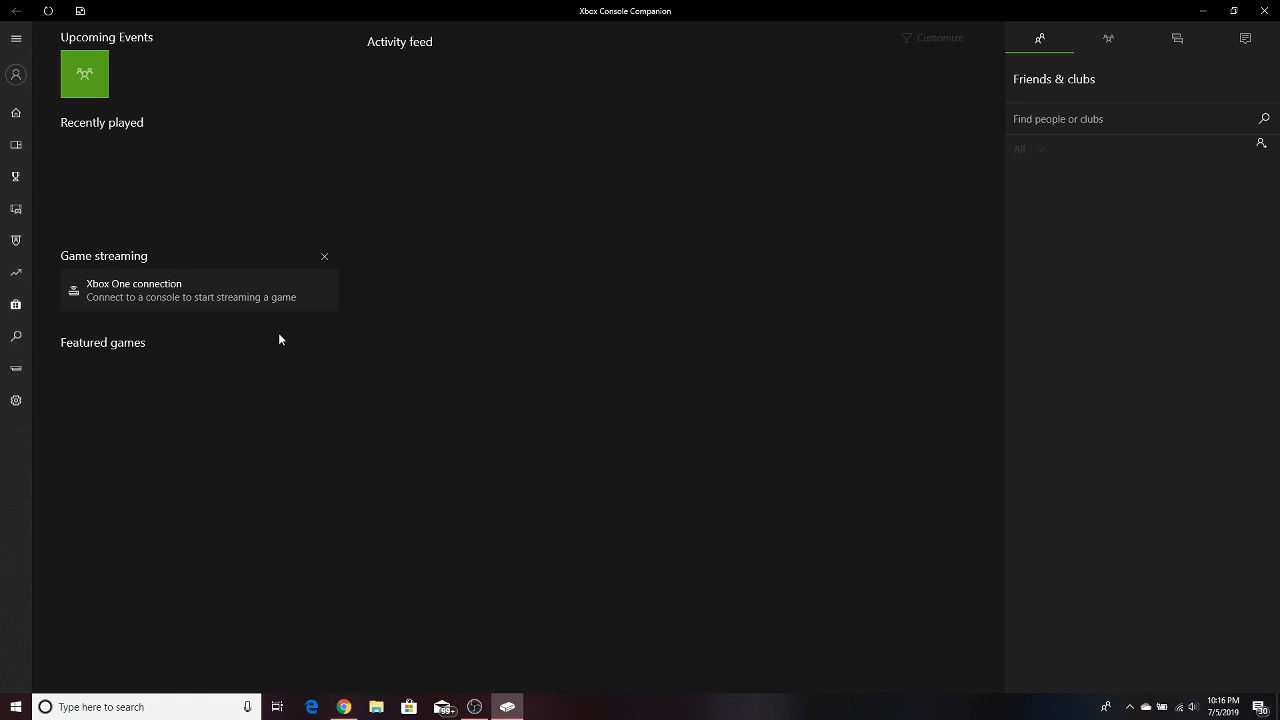 Xbox Console Companion
Upcoming Events
Activity feed
Customize
Recently played
Game streaming
Xbox One connection
Connect to a console to start streaming a game
Featured games
Friends & clubs
Find people or clubs
All
Type here to search
99+
10:16 PM
7/5/2019
30